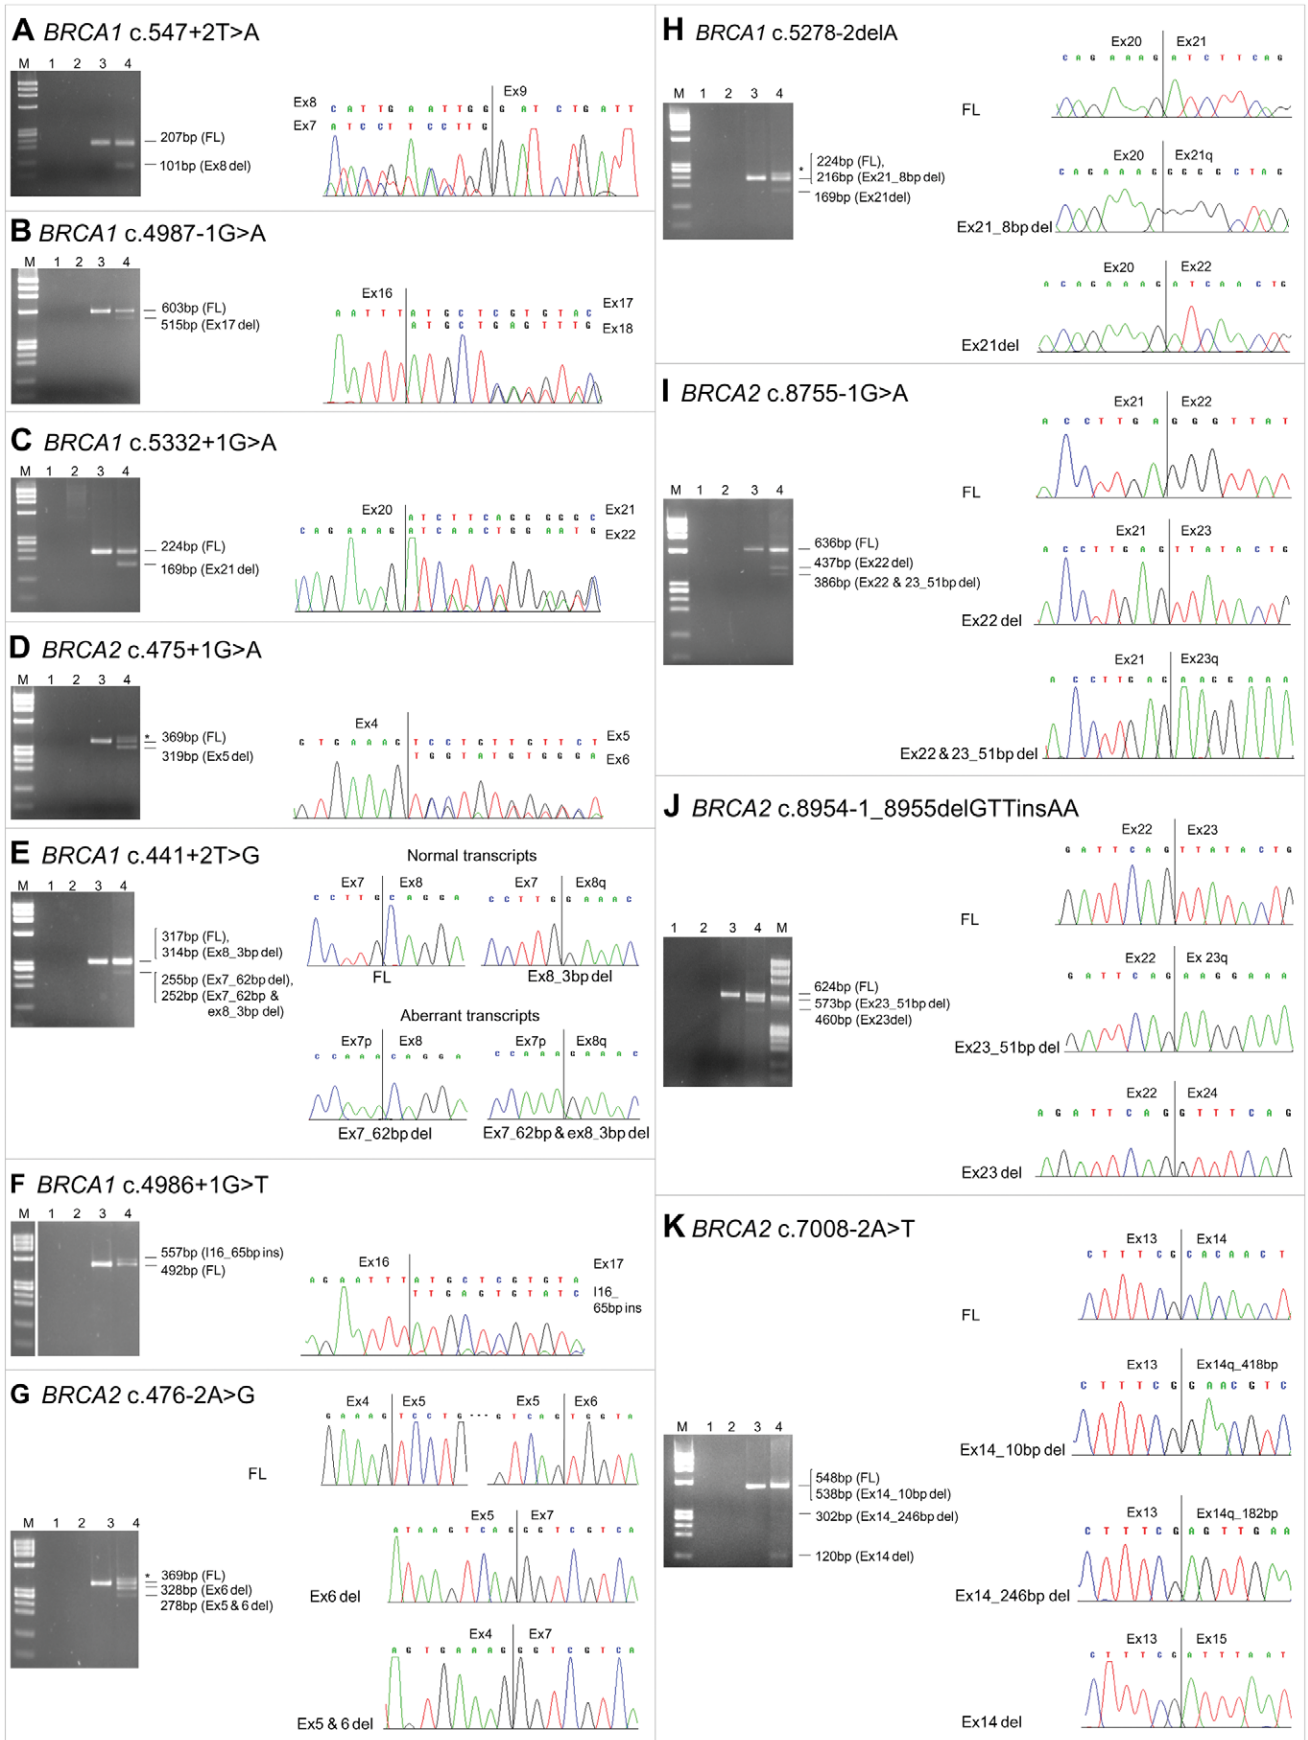 A BRCA1 c.547+2T>A
M 1 2 3 4
207bp (FL)
101bp (Ex8 del)
Ex9
Ex8 C A T T G A A T T G G G A T C T G A T T
Ex7 A T C C T T C C T T G
B BRCA1 c.4987-1G>A
M 1 2 3 4
603bp (FL)
515bp (Ex17 del)
Ex16
A A T T T A T G C T C G T G T A C Ex17
A T G C T G A G T T T G Ex18
C BRCA1 c.5332+1G>A
M 1 2 3 4
224bp (FL)
169bp (Ex21 del)
Ex20 A T C T T C A G G G G G C Ex21
C A G A A A G A T C A A C T G G A A T G Ex22
D BRCA2 c.475+1G>A
M 1 2 3 4
* 369bp (FL)
319bp (Ex5 del)
Ex4
G T G A A A G T C C T G T T G T T C T Ex5
T G G T A T G T G G G A Ex6
E BRCA1 c.441+2T>G
M 1 2 3 4
317bp (FL),
314bp (Ex8_3bp del)
255bp (Ex7_62bp del),
252bp (Ex7_62bp &
ex8_3bp del)
Normal transcripts
Ex7 Ex8
C C T T G C A G G A
FL
Ex7 Ex8q
C C T T G G A A A C
Ex8_3bp del
Aberrant transcripts
Ex7p Ex8
C C A A A C A G G A
Ex7_62bp del
Ex7p Ex8q
C C A A A G A A A C
Ex7_62bp & ex8_3bp del
F BRCA1 c.4986+1G>T
M 1 2 3 4
557bp (I16_65bp ins)
492bp (FL)
Ex16 Ex17
A G A A T T T A T G C T C G T G T A
T T G A G T G T A T C I16_
65bp ins
G BRCA2 c.476-2A>G
M 1 2 3 4
* 369bp (FL)
328bp (Ex6 del)
278bp (Ex5 & 6 del)
Ex4 Ex5 Ex5 Ex6
G A A A G T C C T G ··· G T C A G T G G T A
FL
Ex5 Ex7
A T A A G T C A G G G T C G T C A
Ex6 del
Ex4 Ex7
A G T G A A A G G G T C G T C A
Ex5 & 6 del
H BRCA1 c.5278-2delA
M 1 2 3 4
* 224bp (FL),
216bp (Ex21_8bp del)
169bp (Ex21del)
Ex20 Ex21
C A G A A A G A T C T T C A G
FL
Ex20 Ex21q
C A G A A A G G G G G C T A G
Ex21_8bp del
Ex20 Ex22
A C A G A A A G A T C A A C T G
Ex21del
I BRCA2 c.8755-1G>A
M 1 2 3 4
636bp (FL)
437bp (Ex22 del)
386bp (Ex22 & 23_51bp del)
Ex21 Ex22
A C C T T G A G G G T T A T
FL
Ex21 Ex23
A C C T T G A G T T A T A C T G
Ex22 del
Ex21 Ex23q
A C C T T G A G A A G G A A A
Ex22 & 23_51bp del
J BRCA2 c.8954-1_8955delGTTinsAA
1 2 3 4 M
624bp (FL)
573bp (Ex23_51bp del)
460bp (Ex23del)
Ex22 Ex23
G A T T C A G T T A T A C T G
FL
Ex22 Ex 23q
G A T T C A G A A G G A A A
Ex23_51bp del
Ex22 Ex24
A G A T T C A G G T T T C A G
Ex23 del
K BRCA2 c.7008-2A>T
M 1 2 3 4
548bp (FL)
538bp (Ex14_10bp del)
302bp (Ex14_246bp del)
120bp (Ex14 del)
Ex13 Ex14
C T T T C G C A C A A C T
FL
Ex13 Ex14q_418bp
C T T T C G G A A C G T C
Ex14_10bp del
Ex13 Ex14q_182bp
C T T T C G A G T T G A A
Ex14_246bp del
Ex13 Ex15
C T T T C G A T T T A A T
Ex14 del